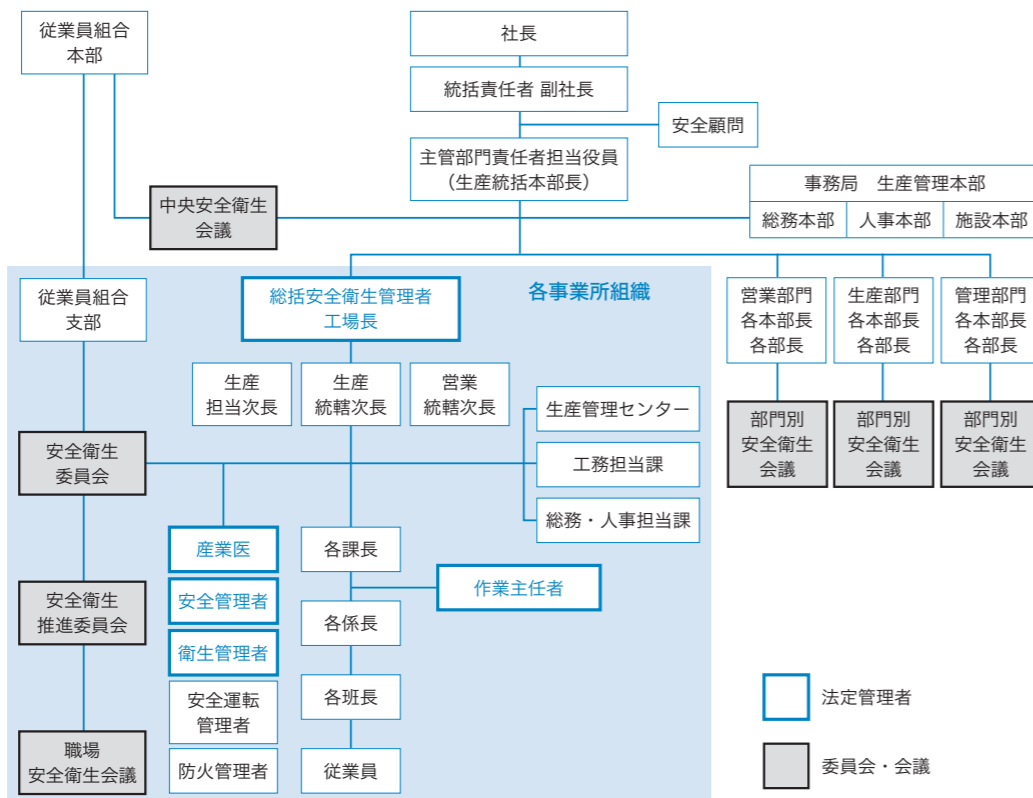 従業員組合
本部
社長
統括責任者 副社長
安全顧問
主管部門責任者担当役員
（生産統括本部長）
事務局　生産管理本部
総務本部
人事本部
施設本部
中央安全衛生
会議
各事業所組織
従業員組合
支部
総括安全衛生管理者
工場長
営業部門
各本部長
各部長
生産部門
各本部長
各部長
管理部門
各本部長
各部長
生産
担当次長
生産
統轄次長
営業
統轄次長
生産管理センター
工務担当課
総務・人事担当課
部門別
安全衛生
会議
部門別
安全衛生
会議
部門別
安全衛生
会議
安全衛生
委員会
産業医
安全管理者
衛生管理者
安全運転
管理者
防火管理者
各課長
作業主任者
各係長
各班長
従業員
安全衛生
推進委員会
職場
安全衛生会議
法定管理者
委員会・会議